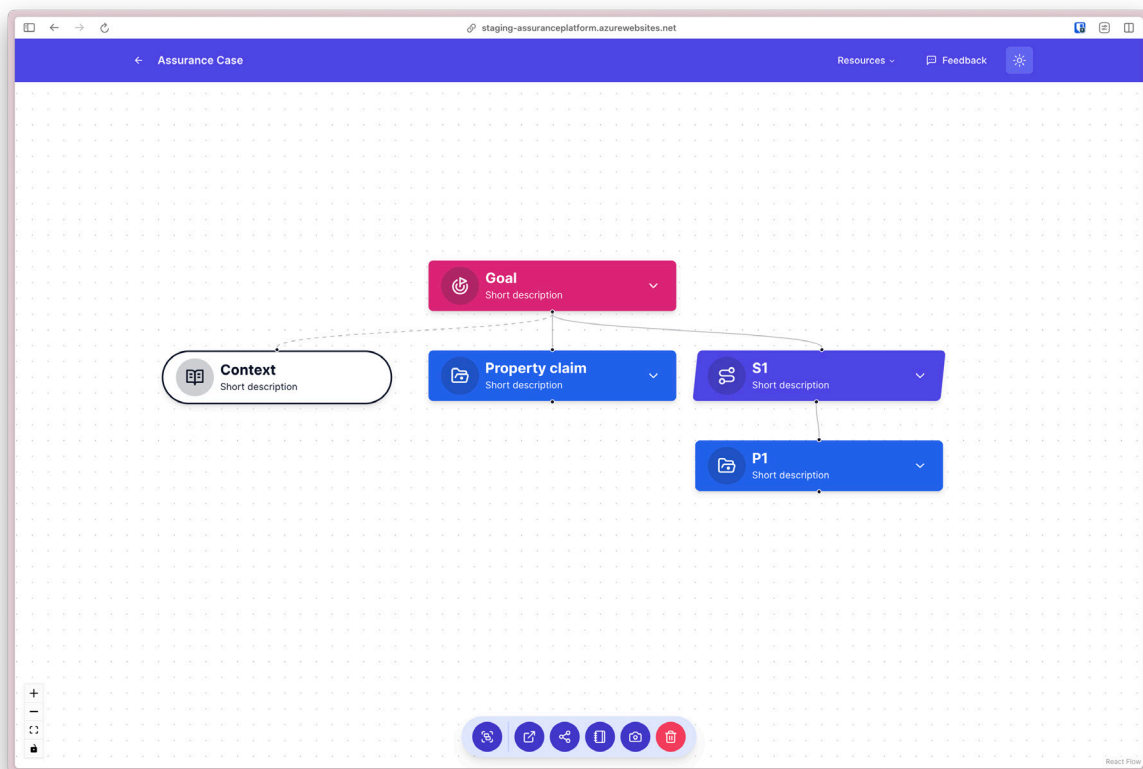 staging-assuranceplatform.azurewebsites.net
Assurance Case
Resources
Feedback
Goal
Short description
Context
Short description
Property claim
Short description
S1
Short description
P1
Short description
React Flow